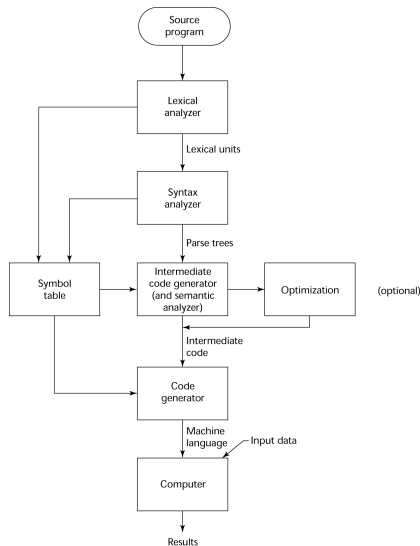 Source
program
Lexical
analyzer
Lexical units
Syntax
analyzer
Parse trees
Symbol
table
Intermediate
code generator
(and semantic
analyzer)
Optimization
(optional)
Intermediate
code
Code
generator
Machine
language
Input data
Computer
Results